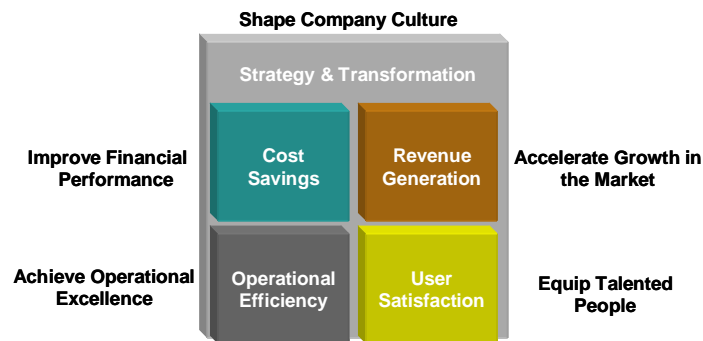 Shape Company Culture
Strategy & Transformation
Improve Financial
Performance
Cost
Savings
Revenue
Generation
Accelerate Growth in
the Market
Achieve Operational
Excellence
Operational
Efficiency
User
Satisfaction
Equip Talented
People